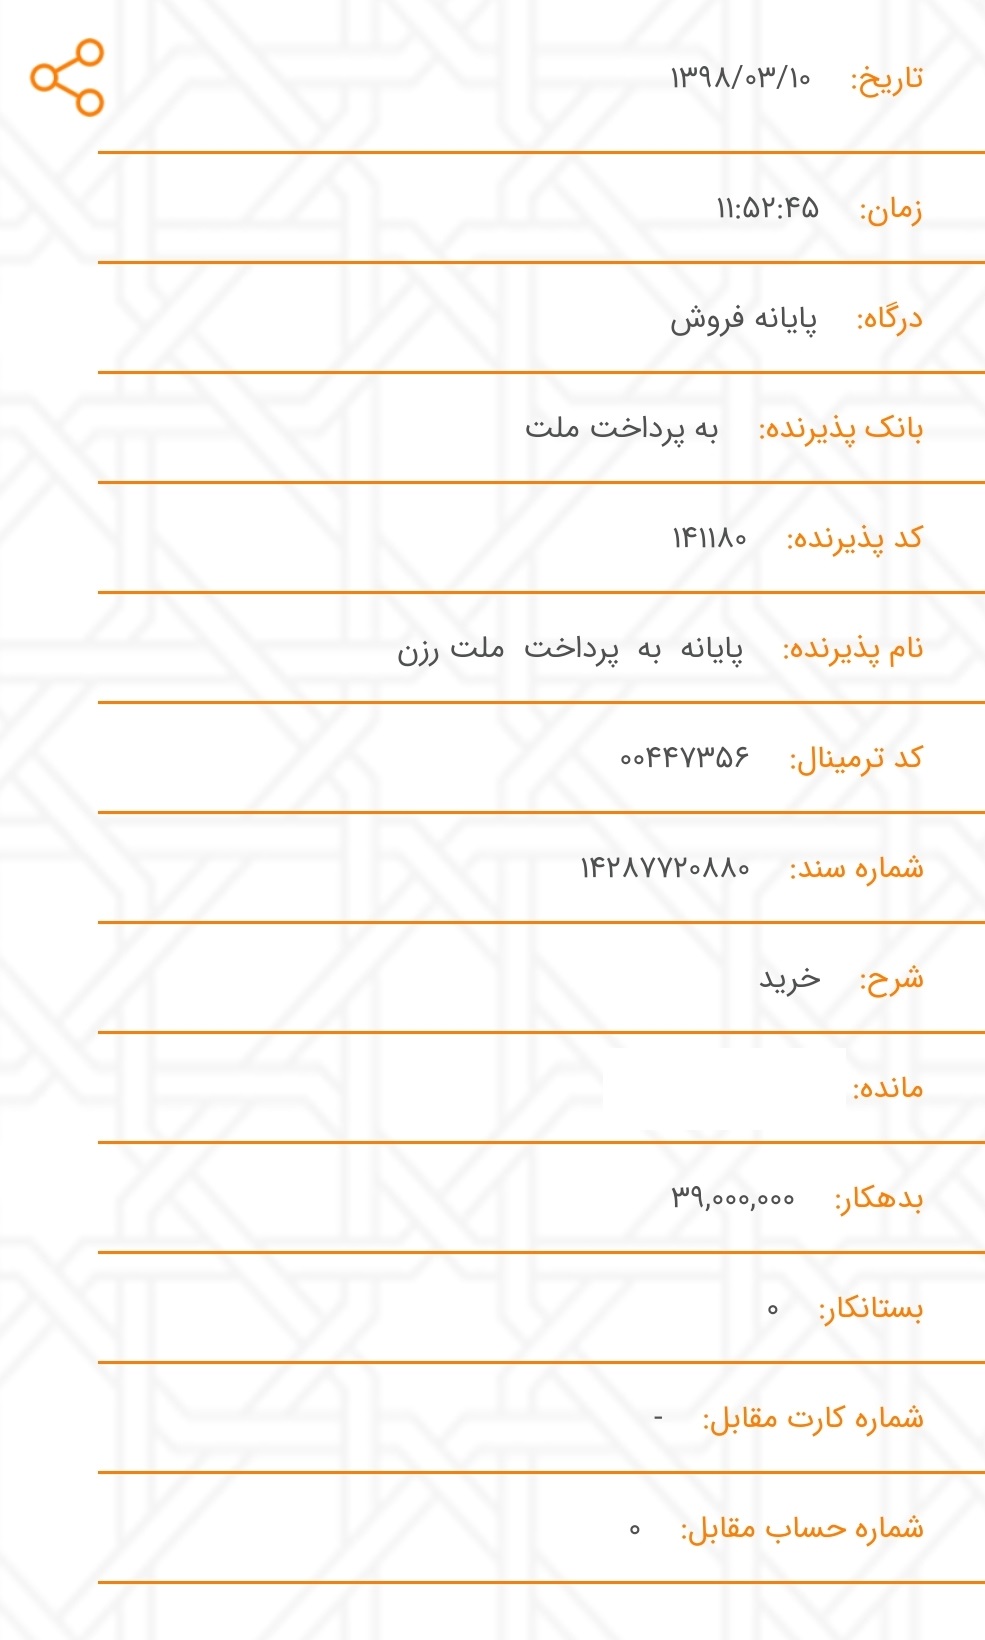 تاریخ: ۱۳۹۸/۰۳/۱۰
زمان: ۱۱:۵۲:۴۵
درگاه: پایانه فروش
بانک پذیرنده: به پرداخت ملت
کد پذیرنده: ۱۴۱۱۸۰
نام پذیرنده: پایانه به پرداخت ملت رزن
کد ترمینال: ۰۰۴۴۷۳۵۶
شماره سند: ۱۴۲۸۷۷۲۰۸۸۰
شرح: خرید
مانده:
بدهکار: ۳۹,۰۰۰,۰۰۰
بستانکار: ۰
شماره کارت مقابل: -
شماره حساب مقابل: ۰